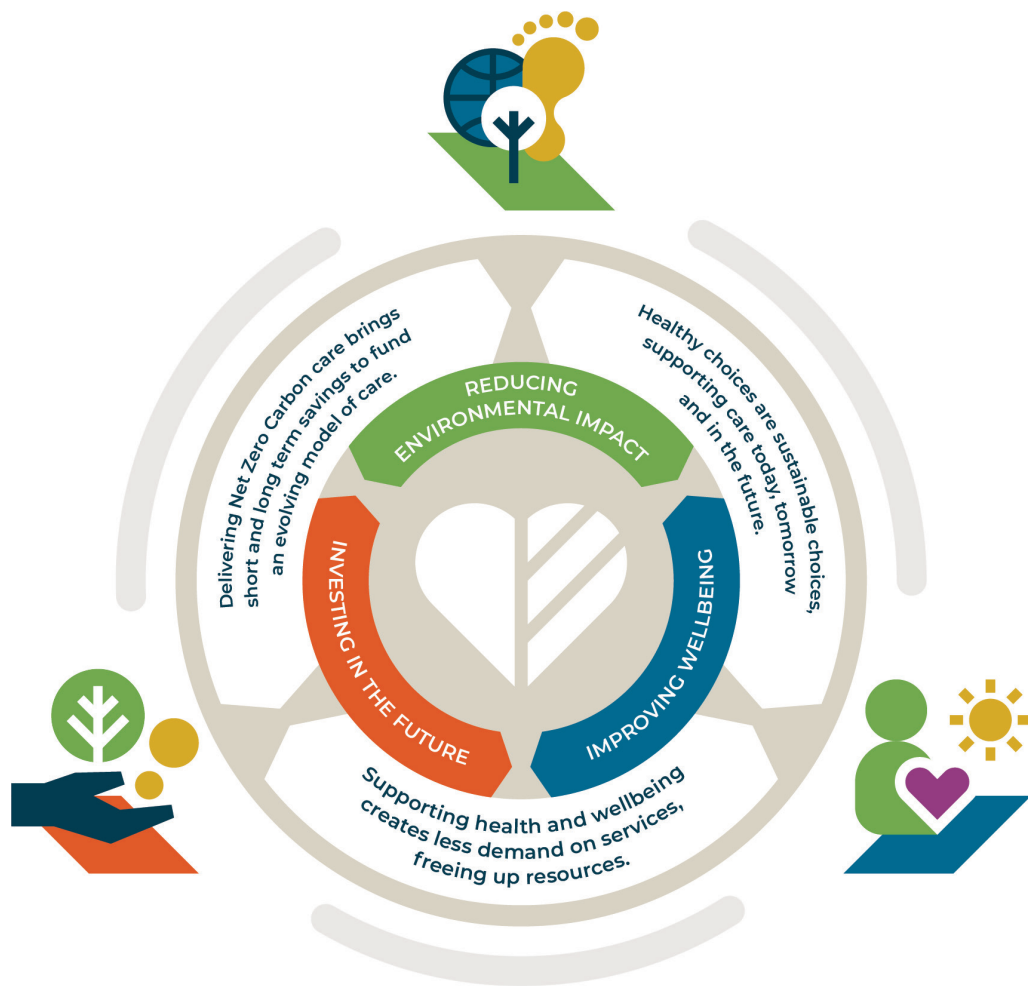 REDUCING
ENVIRONMENTAL IMPACT
Healthy choices are sustainable choices,
supporting care today, tomorrow
and in the future.
IMPROVING WELLBEING
Supporting health and wellbeing
creates less demand on services,
freeing up resources.
INVESTING IN THE FUTURE
Delivering Net Zero Carbon care brings
short and long term savings to fund
an evolving model of care.